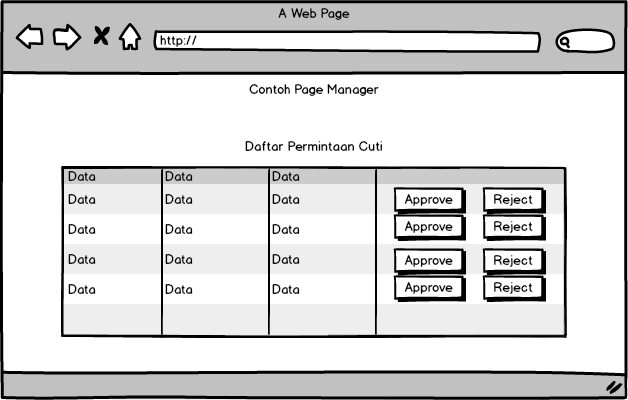 A Web Page
http://
Contoh Page Manager
Daftar Permintaan Cuti
Data Data Data
Data Data Data Approve Reject
Data Data Data Approve Reject
Data Data Data Approve Reject
Data Data Data Approve Reject